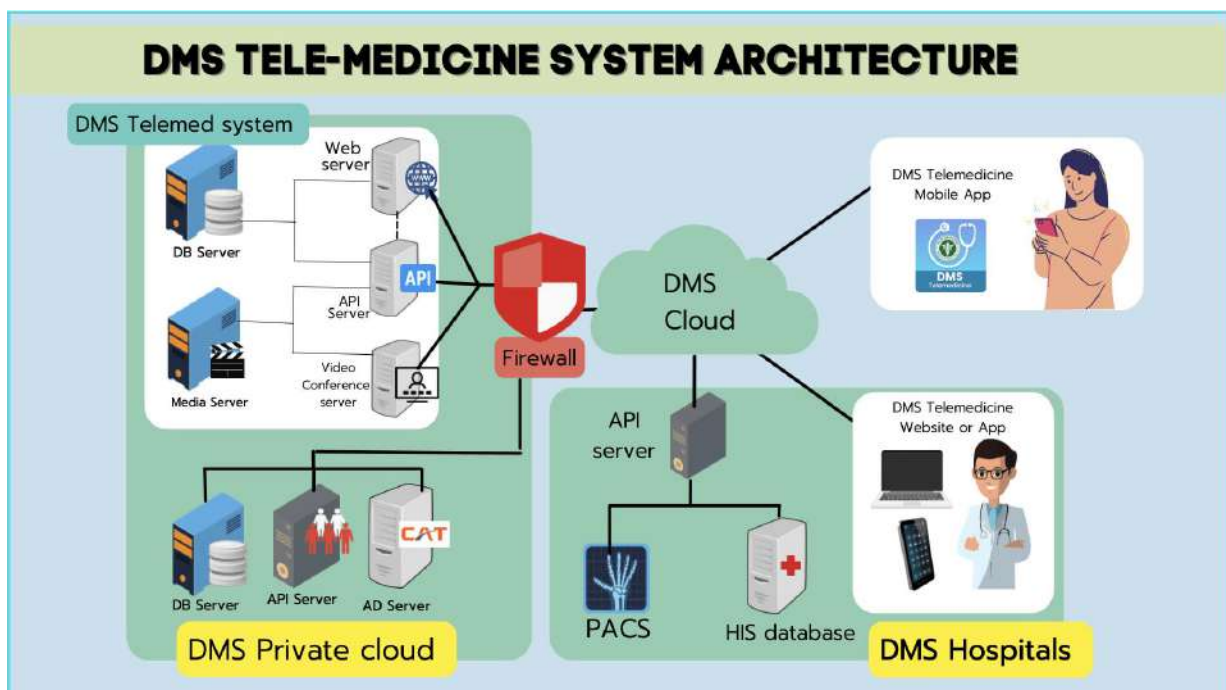 DMS TELE-MEDICINE SYSTEM ARCHITECTURE
DMS Telemed system
DB Server
Web
server
WWW
API
API
Server
Media Server
Video
Conference
server
Firewall
DMS
Cloud
DMS Telemedicine
Mobile App
DMS
Telemedicine
DB Server
API Server
CAT
AD Server
DMS Private cloud
API
server
PACS
HIS database
DMS Telemedicine
Website or App
DMS Hospitals